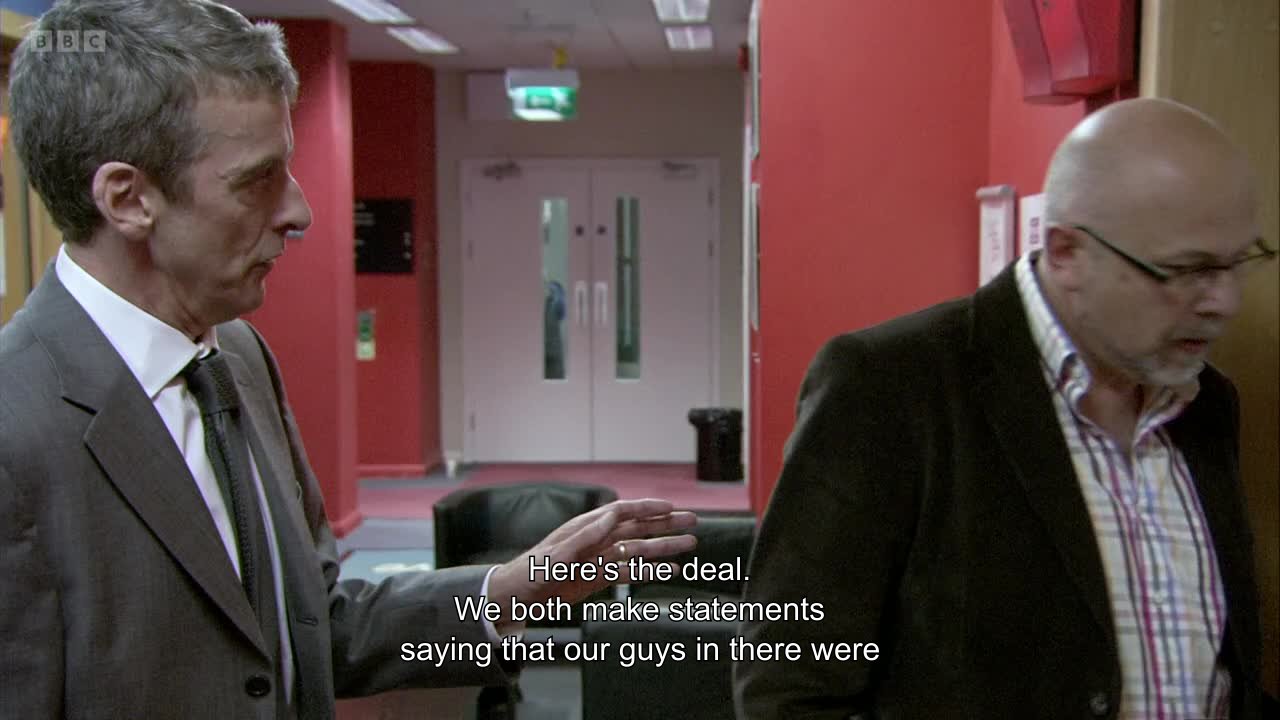 BBC
Here's the deal.
We both make statements
saying that our guys in there were